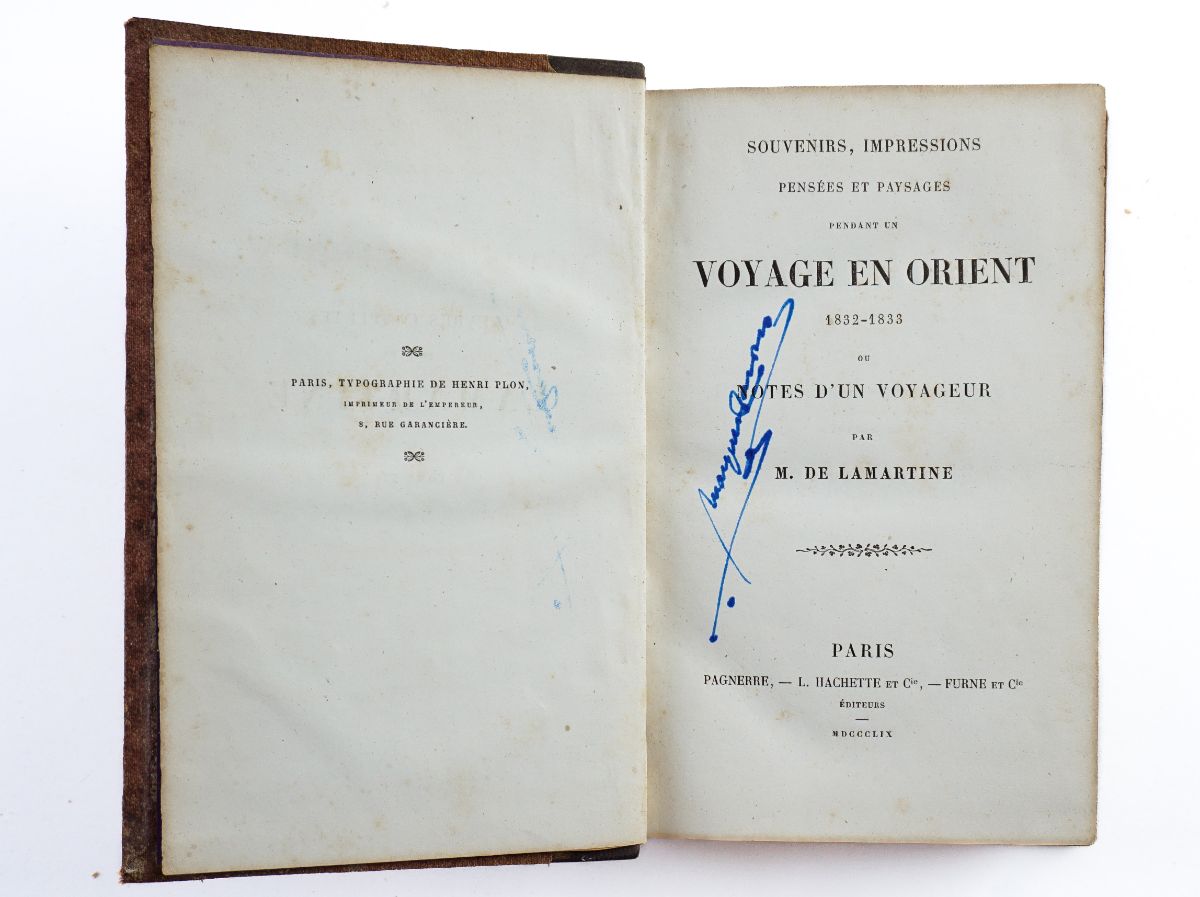 PARIS, TYPOGRAPHIE DE HENRI PLON,
IMPRIMEUR DE L'EMPEREUR,
8, RUE GARANCIÈRE.
SOUVENIRS, IMPRESSIONS
PENSÉES ET PAYSAGES
PENDANT UN
VOYAGE EN ORIENT
1832-1833
OU
NOTES D'UN VOYAGEUR
PAR
M. DE LAMARTINE
PARIS
PAGNERRE, — L. HACHETTE ET Cie, — FURNE ET Cie
ÉDITEURS
MDCCCLIX